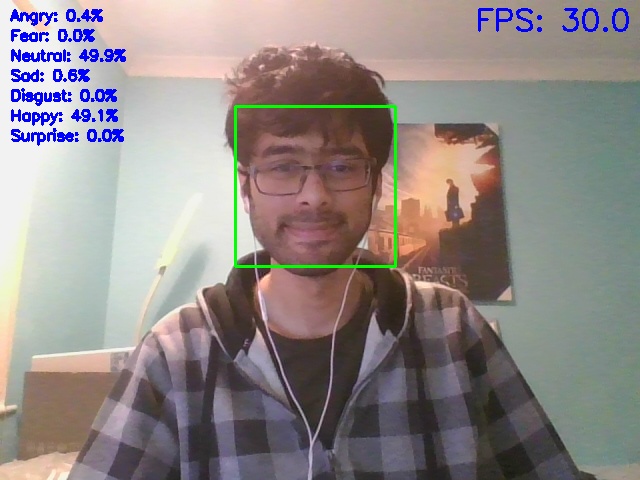 Angry: 0.4%
Fear: 0.0%
Neutral: 49.9%
Sad: 0.6%
Disgust: 0.0%
Happy: 49.1%
Surprise: 0.0%
FPS: 30.0
FANTASTIC
BEASTS